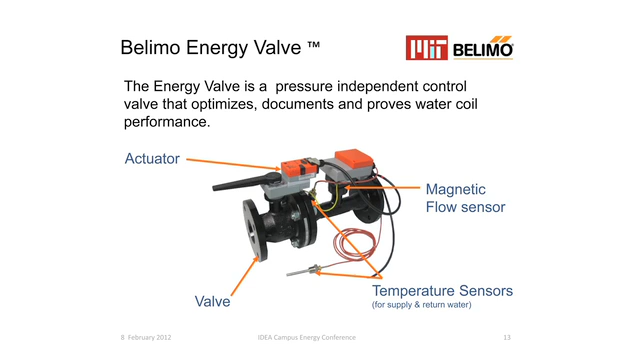 Belimo Energy Valve ™
MIT
BELIMO
The Energy Valve is a pressure independent control
valve that optimizes, documents and proves water coil
performance.
Actuator
Magnetic
Flow sensor
Valve
Temperature Sensors
(for supply & return water)
8 February 2012
IDEA Campus Energy Conference
13